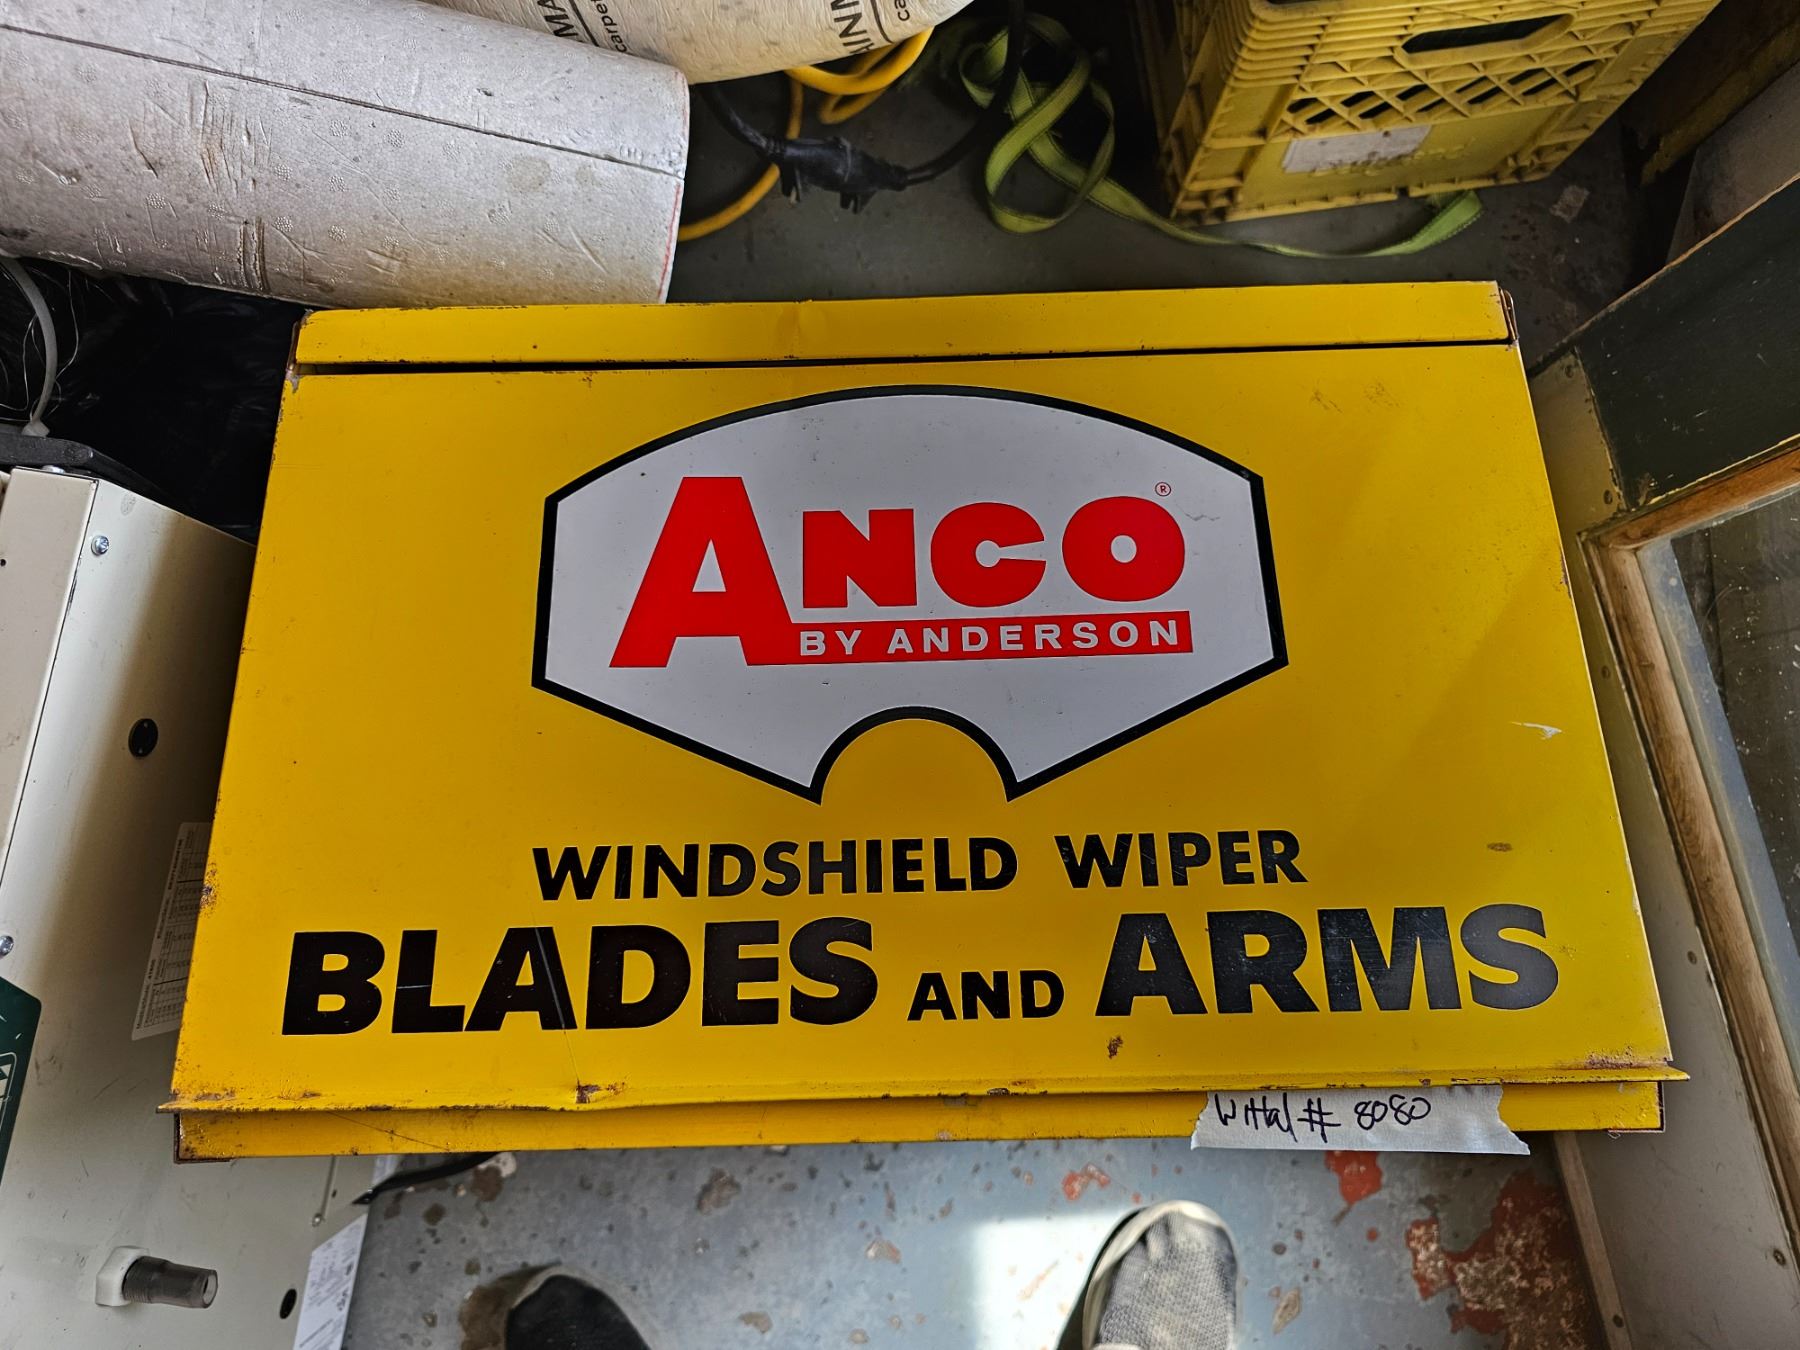 ANCO®
BY ANDERSON
WINDSHIELD WIPER
BLADES AND ARMS
# 8080